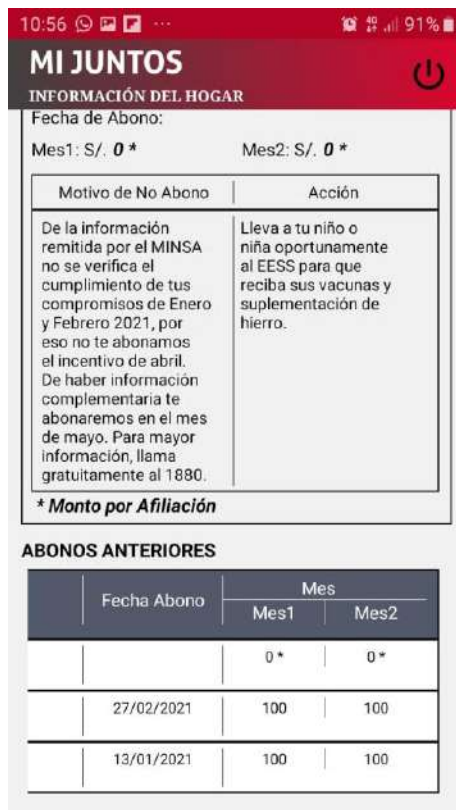 10:56 ... 91%
MI JUNTOS
INFORMACIÓN DEL HOGAR
Fecha de Abono:
Mes1: S/. 0 * Mes2: S/. 0 *
Motivo de No Abono Acción
De la información
remitida por el MINSA
no se verifica el
cumplimiento de tus
compromisos de Enero
y Febrero 2021, por
eso no te abonamos
el incentivo de abril.
De haber información
complementaria te
abonaremos en el mes
de mayo. Para mayor
información, llama
gratuitamente al 1880.
Lleva a tu niño o
niña oportunamente
al EESS para que
reciba sus vacunas y
suplementación de
hierro.
* Monto por Afiliación
ABONOS ANTERIORES
Fecha Abono Mes
Mes1 Mes2
0 * 0 *
27/02/2021 100 100
13/01/2021 100 100